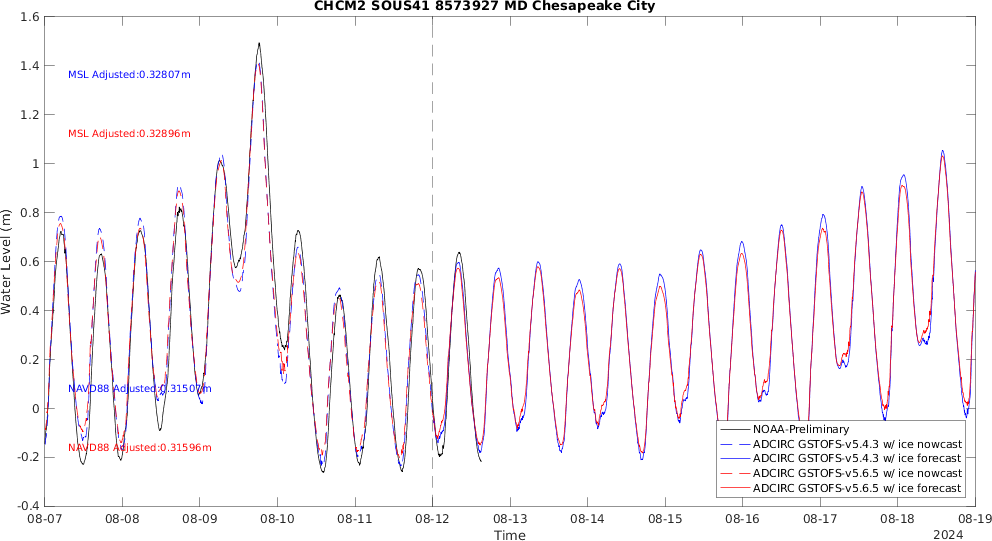 CHCM2 SOUS41 8573927 MD Chesapeake City
1.6
1.4
1.2
1
0.8
0.6
0.4
0.2
0
-0.2
-0.4
Water Level (m)
MSL Adjusted:0.32807m
MSL Adjusted:0.32896m
NAVD88 Adjusted:0.31507m
NAVD88 Adjusted:0.31596m
NOAA-Preliminary
ADCIRC GSTOFS-v5.4.3 w/ ice nowcast
ADCIRC GSTOFS-v5.4.3 w/ ice forecast
ADCIRC GSTOFS-v5.6.5 w/ ice nowcast
ADCIRC GSTOFS-v5.6.5 w/ ice forecast
08-07 08-08 08-09 08-10 08-11 08-12 08-13 08-14 08-15 08-16 08-17 08-18 08-19
Time
2024